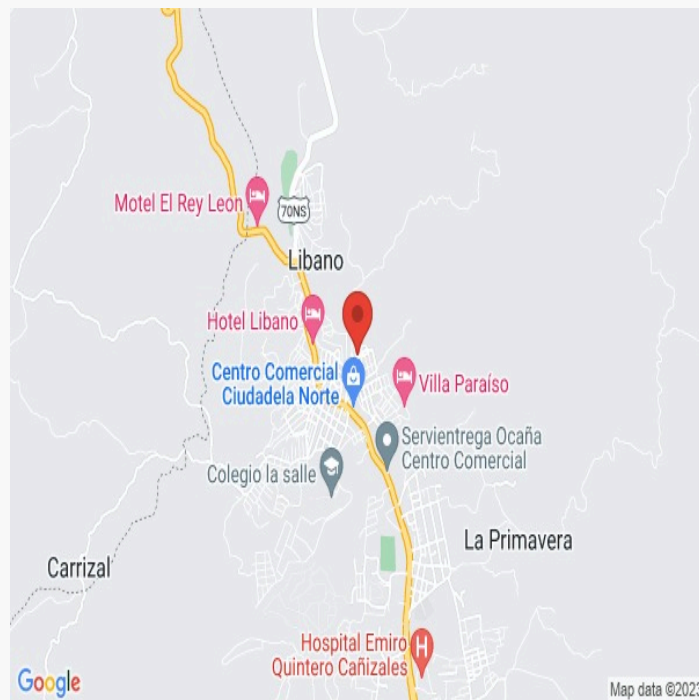 Motel El Rey Leon
70NS
Libano
Hotel Libano
Centro Comercial
Ciudadela Norte
Villa Paraíso
Servientrega Ocaña
Centro Comercial
Colegio la salle
La Primavera
Carrizal
Hospital Emiro
Quintero Cañizales
H
Google
Map data ©202